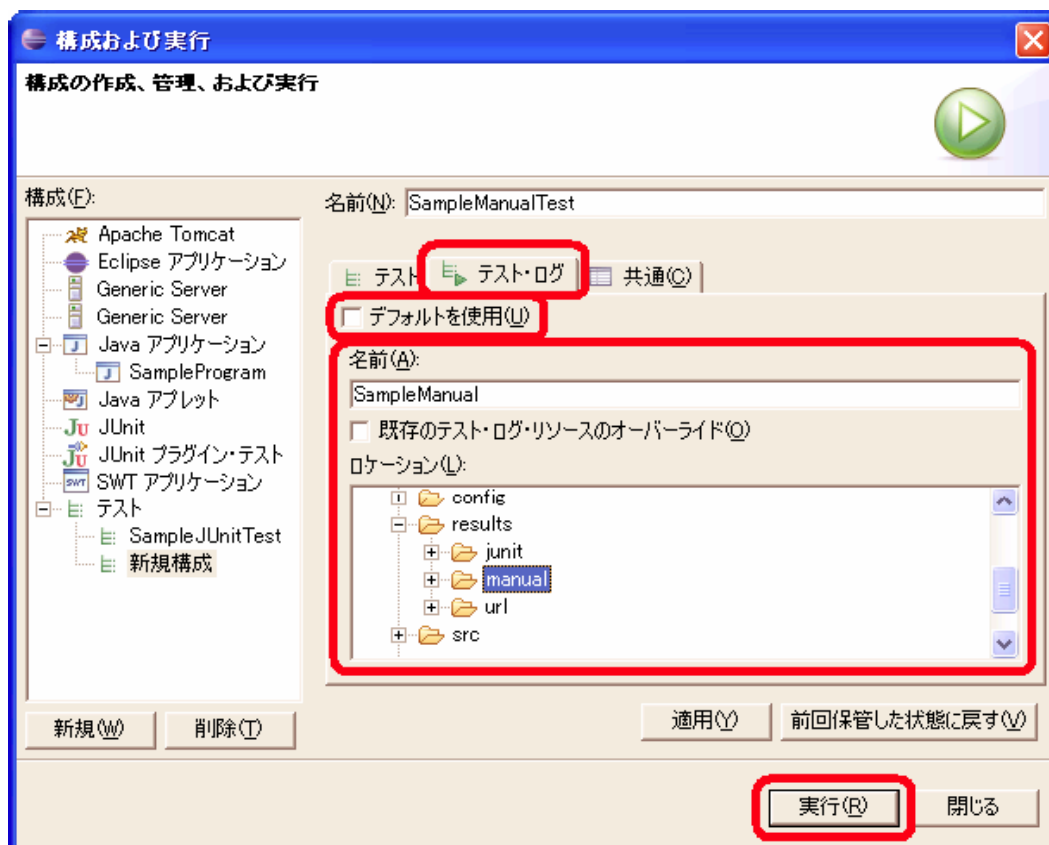 構成および実行
構成の作成、管理、および実行
構成(F):
Apache Tomcat
Eclipse アプリケーション
Generic Server
Generic Server
Java アプリケーション
SampleProgram
Java アプレット
JUnit
JUnit プラグイン・テスト
SWT アプリケーション
テスト
SampleJUnitTest
新規構成
新規(W) 削除(T)
名前(N): SampleManualTest
テスト テスト・ログ 共通(C)
デフォルトを使用(U)
名前(A):
SampleManual
既存のテスト・ログ・リソースのオーバーライド(O)
ロケーション(L):
config
results
junit
manual
url
src
適用(Y) 前回保管した状態に戻す(V)
実行(R) 閉じる